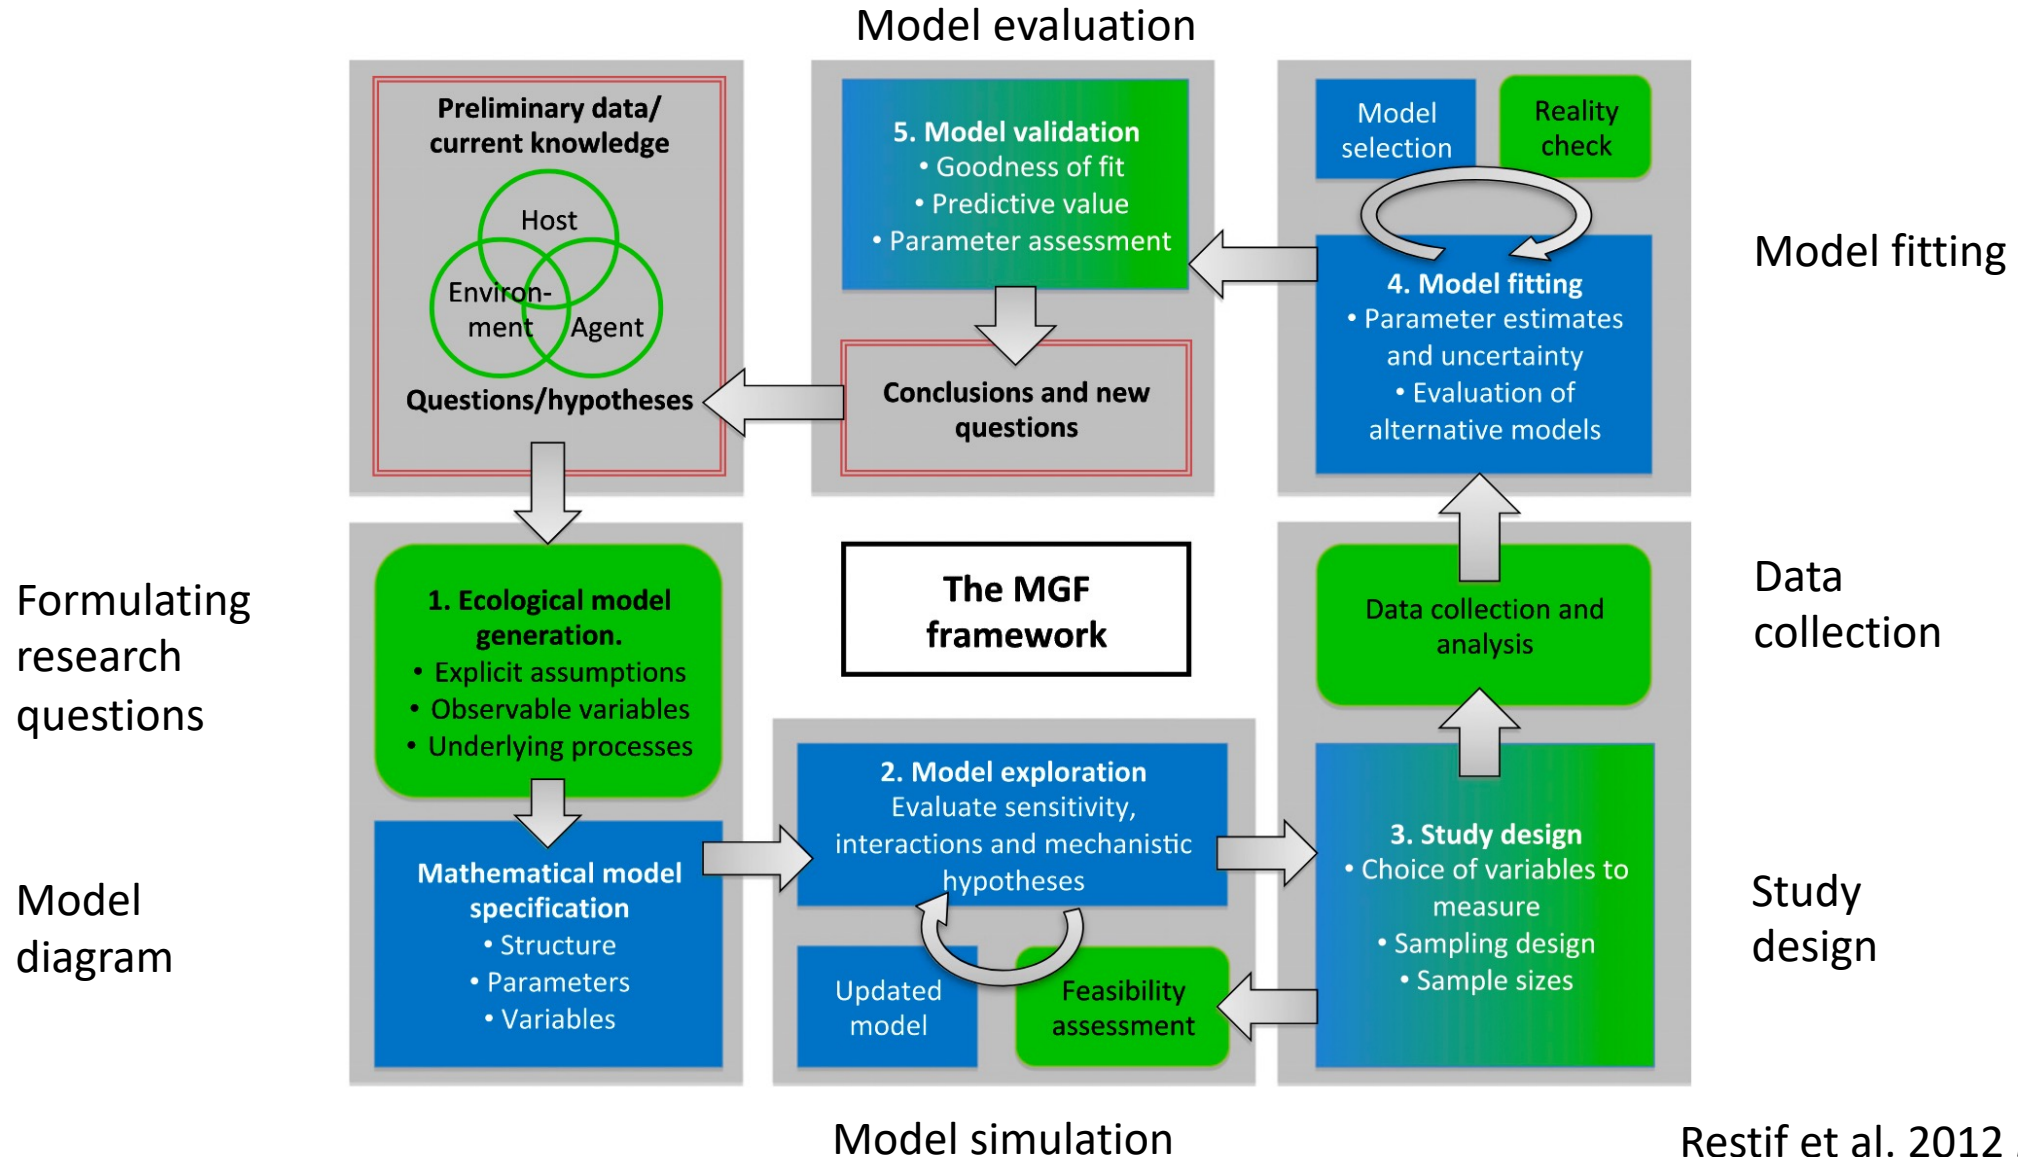 Model evaluation
Preliminary data/
current knowledge
Host
Environ-
ment
Agent
Questions/hypotheses
5. Model validation
• Goodness of fit
• Predictive value
• Parameter assessment
Conclusions and new
questions
Model
selection
Reality
check
4. Model fitting
• Parameter estimates
and uncertainty
• Evaluation of
alternative models
Model fitting
Formulating
research
questions
1. Ecological model
generation.
• Explicit assumptions
• Observable variables
• Underlying processes
The MGF
framework
Data collection and
analysis
Data
collection
Model
diagram
Mathematical model
specification
• Structure
• Parameters
• Variables
2. Model exploration
Evaluate sensitivity,
interactions and mechanistic
hypotheses
Updated
model
Feasibility
assessment
3. Study design
• Choice of variables to
measure
• Sampling design
• Sample sizes
Study
design
Model simulation
Restif et al. 2012